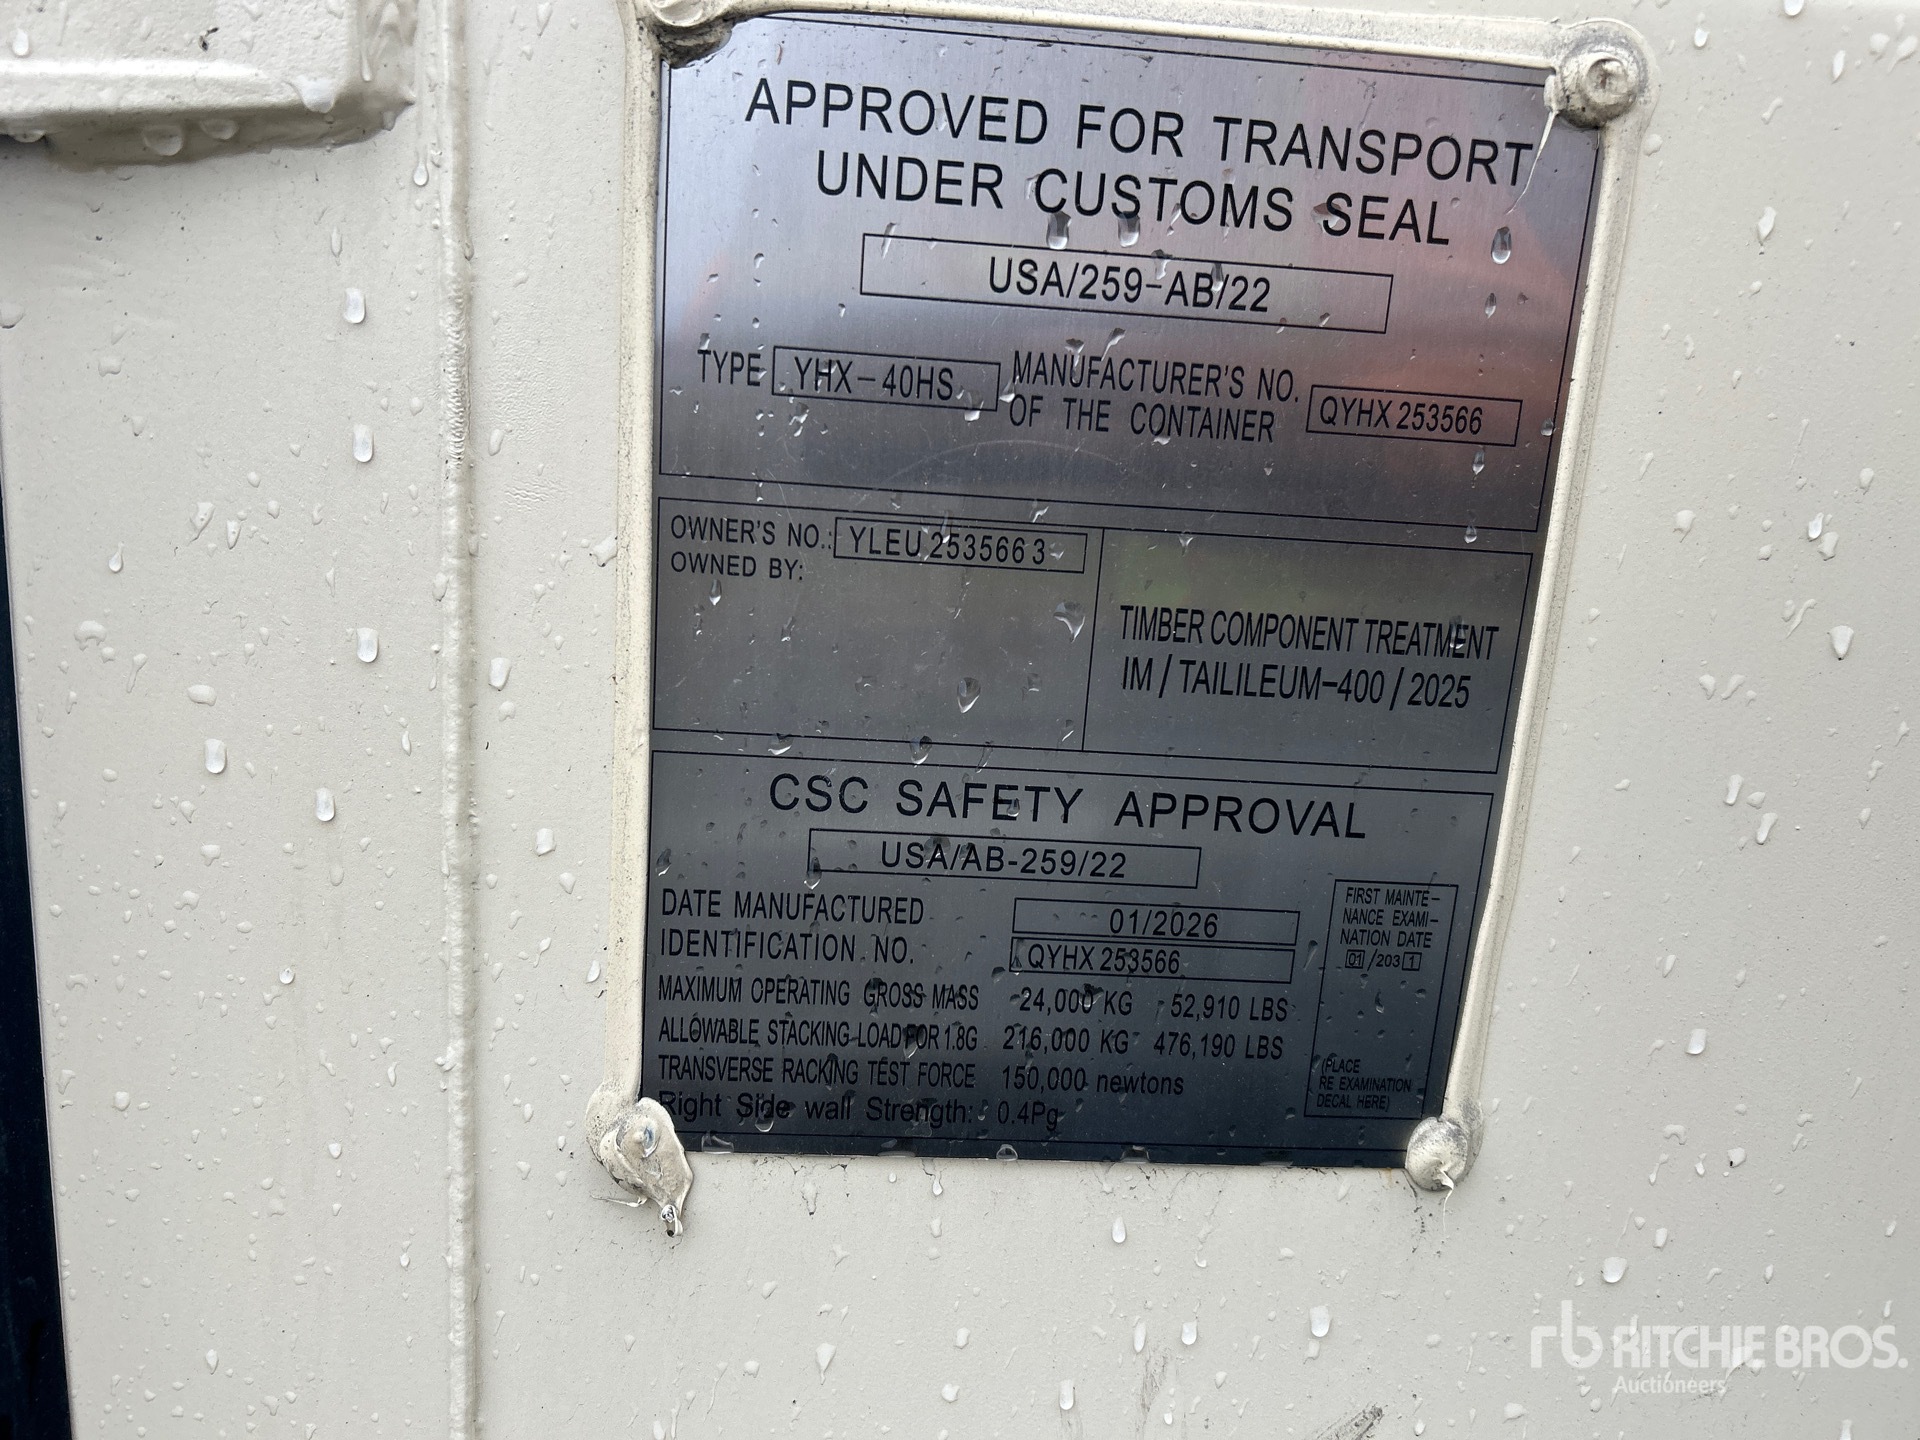 APPROVED FOR TRANSPORT
UNDER CUSTOMS SEAL
USA/259-AB/22
TYPE YHX-40HS MANUFACTURER'S NO.
OF THE CONTAINER QYHX 253566
OWNER'S NO.: YLEU 253566 3
OWNED BY:
TIMBER COMPONENT TREATMENT
IM / TAILILEUM-400 / 2025
CSC SAFETY APPROVAL
USA/AB-259/22
DATE MANUFACTURED 01/2026
IDENTIFICATION NO. QYHX 253566
MAXIMUM OPERATING GROSS MASS 24,000 KG 52,910 LBS
ALLOWABLE STACKING LOAD FOR 1.8G 216,000 KG 476,190 LBS
TRANSVERSE RACKING TEST FORCE 150,000 newtons
Right Side wall Strength: 0.4Pg
FIRST MAINTE-
NANCE EXAMI-
NATION DATE
01 /203 1
(PLACE
RE EXAMINATION
DECAL HERE)
rb RITCHIE BROS.
Auctioneers